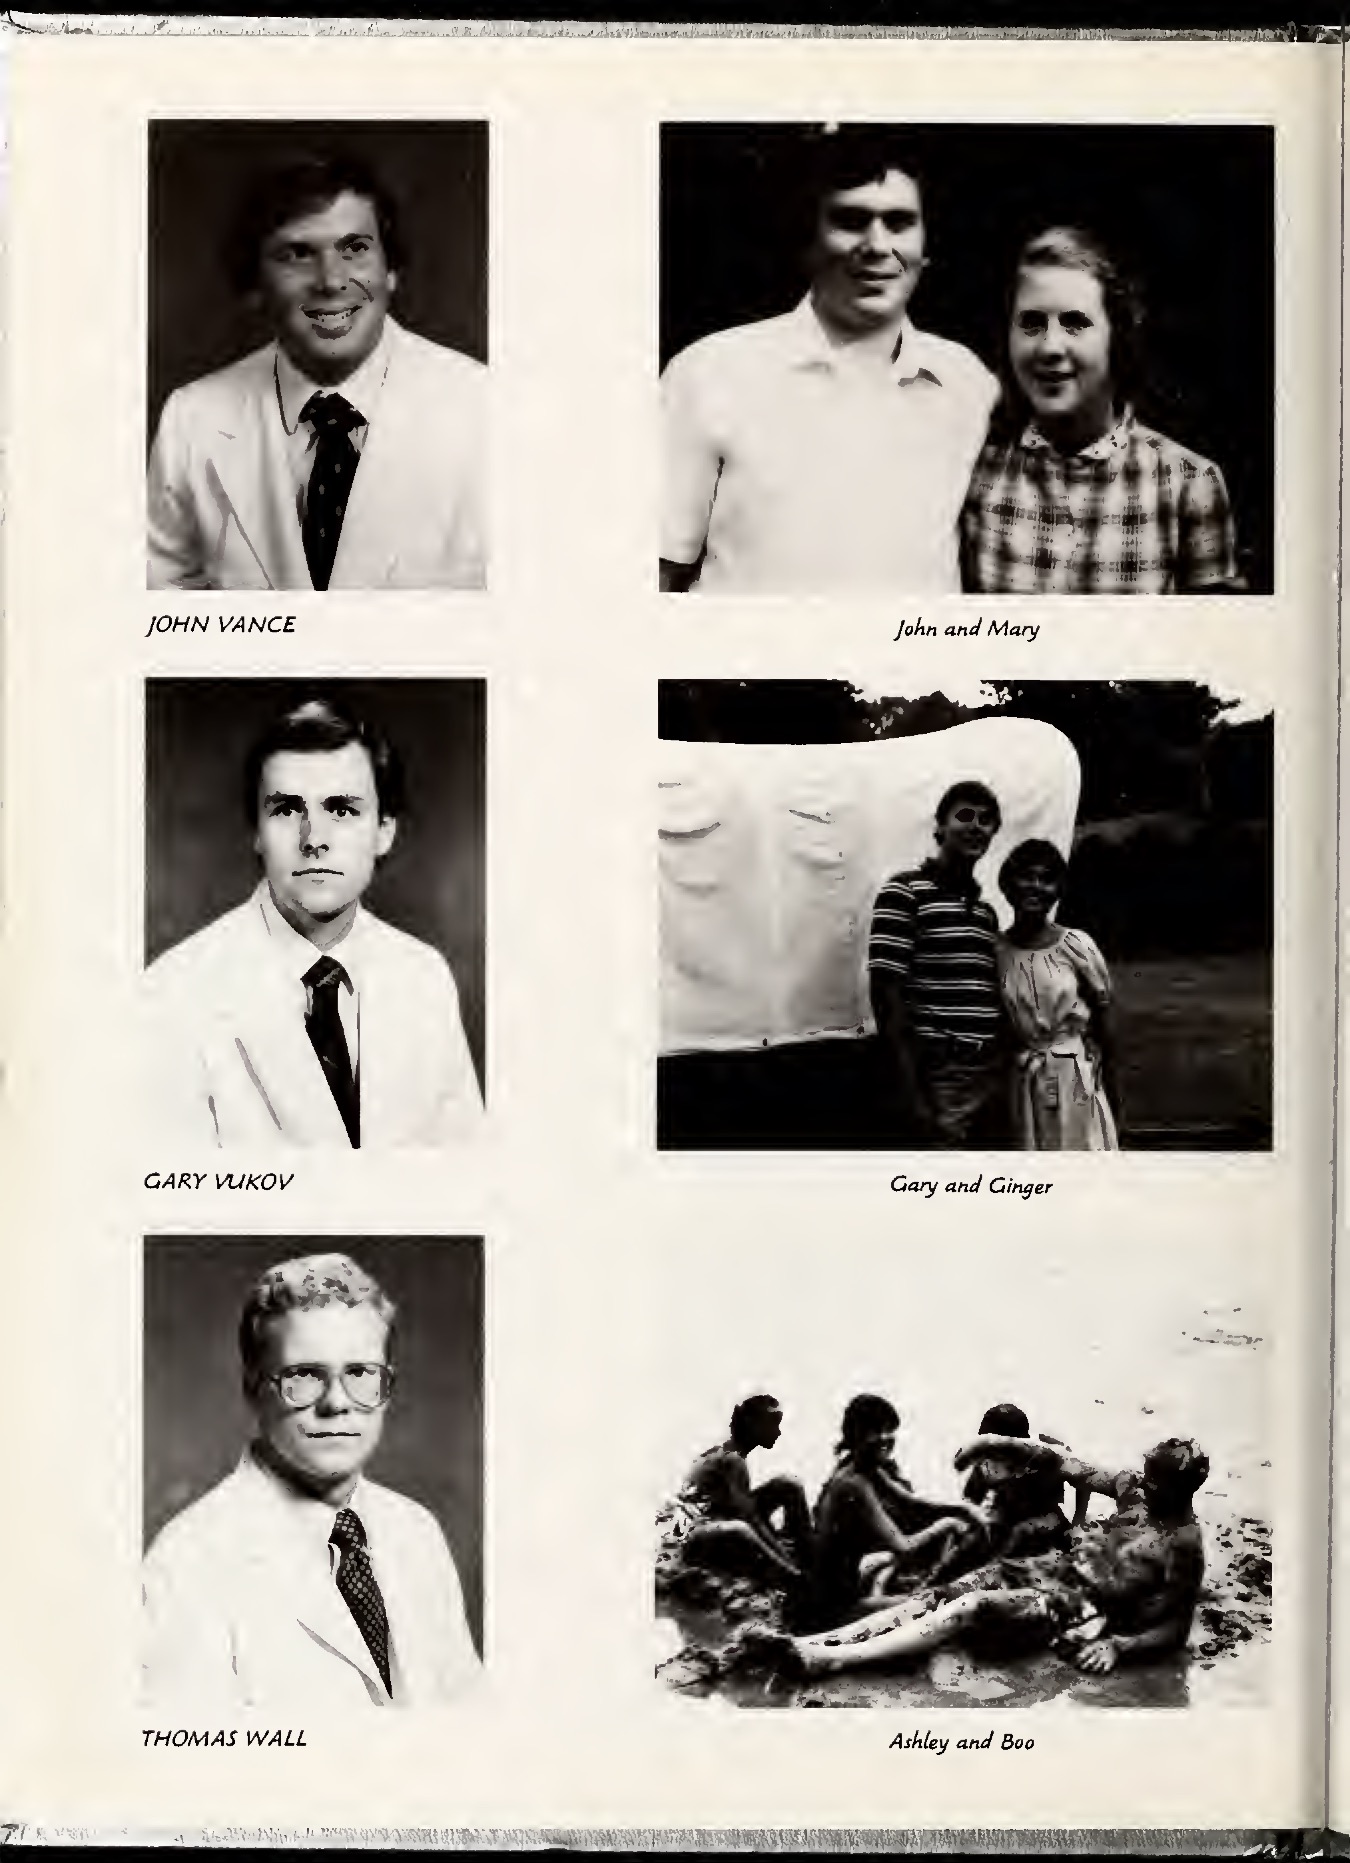 JOHN VANCE
John and Mary
GARY VUKOV
Gary and Ginger
THOMAS WALL
Ashley and Boo